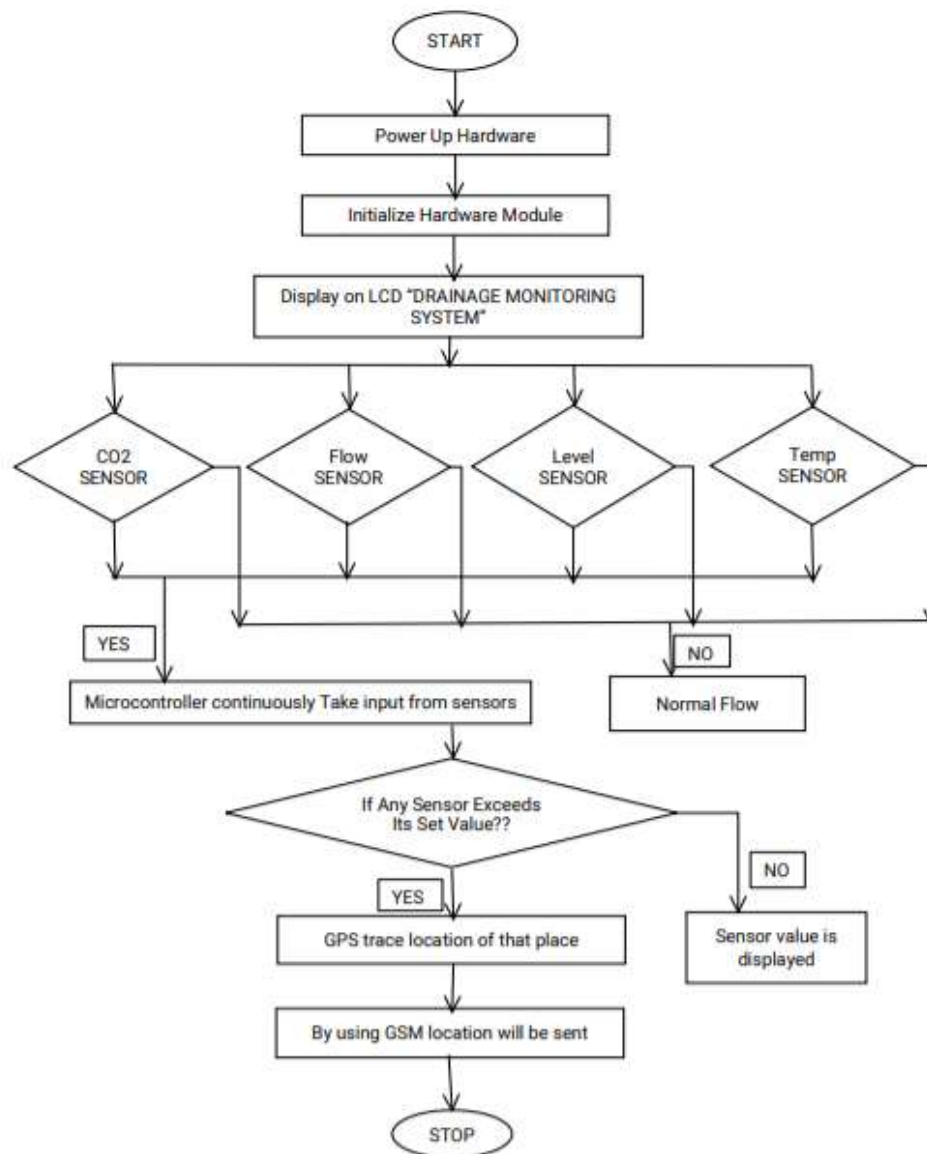 START
Power Up Hardware
Initialize Hardware Module
Display on LCD “DRAINAGE MONITORING
SYSTEM”
CO2
SENSOR
Flow
SENSOR
Level
SENSOR
Temp
SENSOR
YES
NO
Microcontroller continuously Take input from sensors
Normal Flow
If Any Sensor Exceeds
Its Set Value??
YES
NO
GPS trace location of that place
Sensor value is
displayed
By using GSM location will be sent
STOP